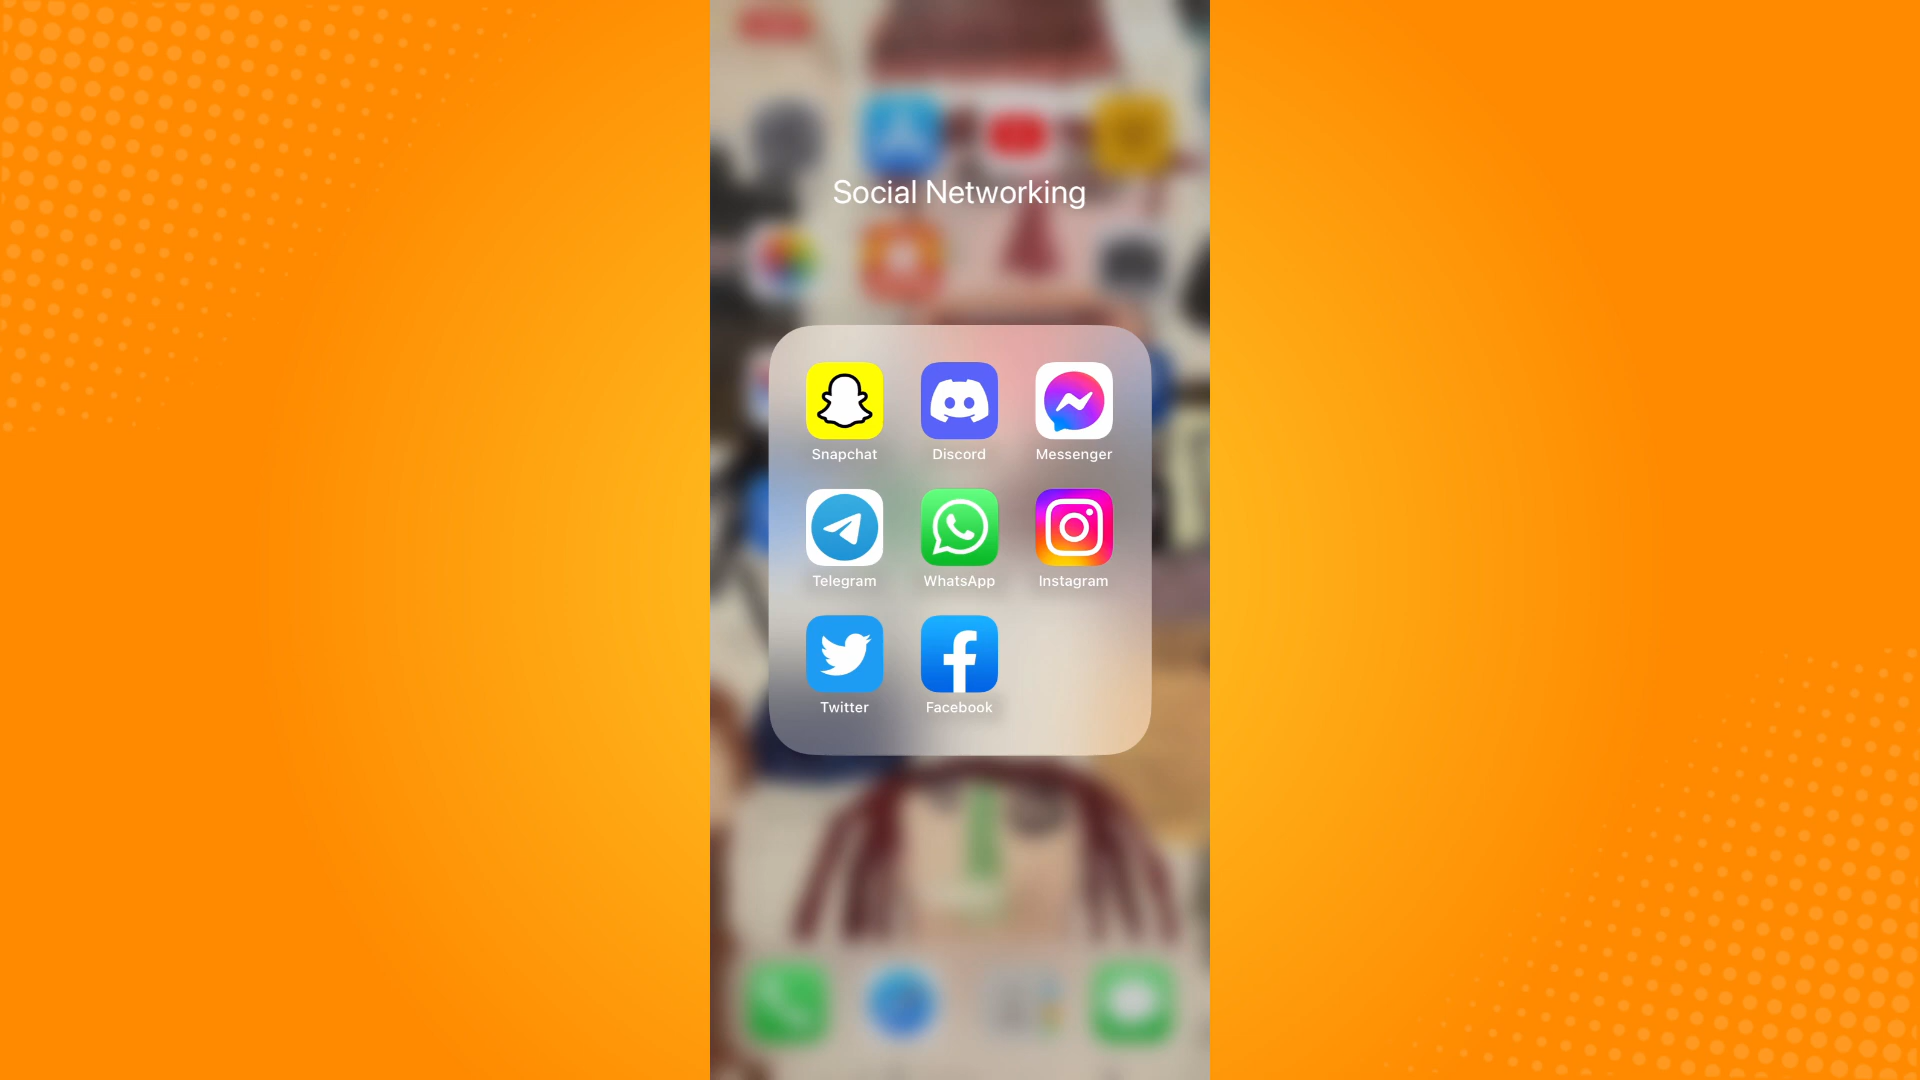 Social Networking
Snapchat Discord Messenger
Telegram WhatsApp Instagram
Twitter Facebook